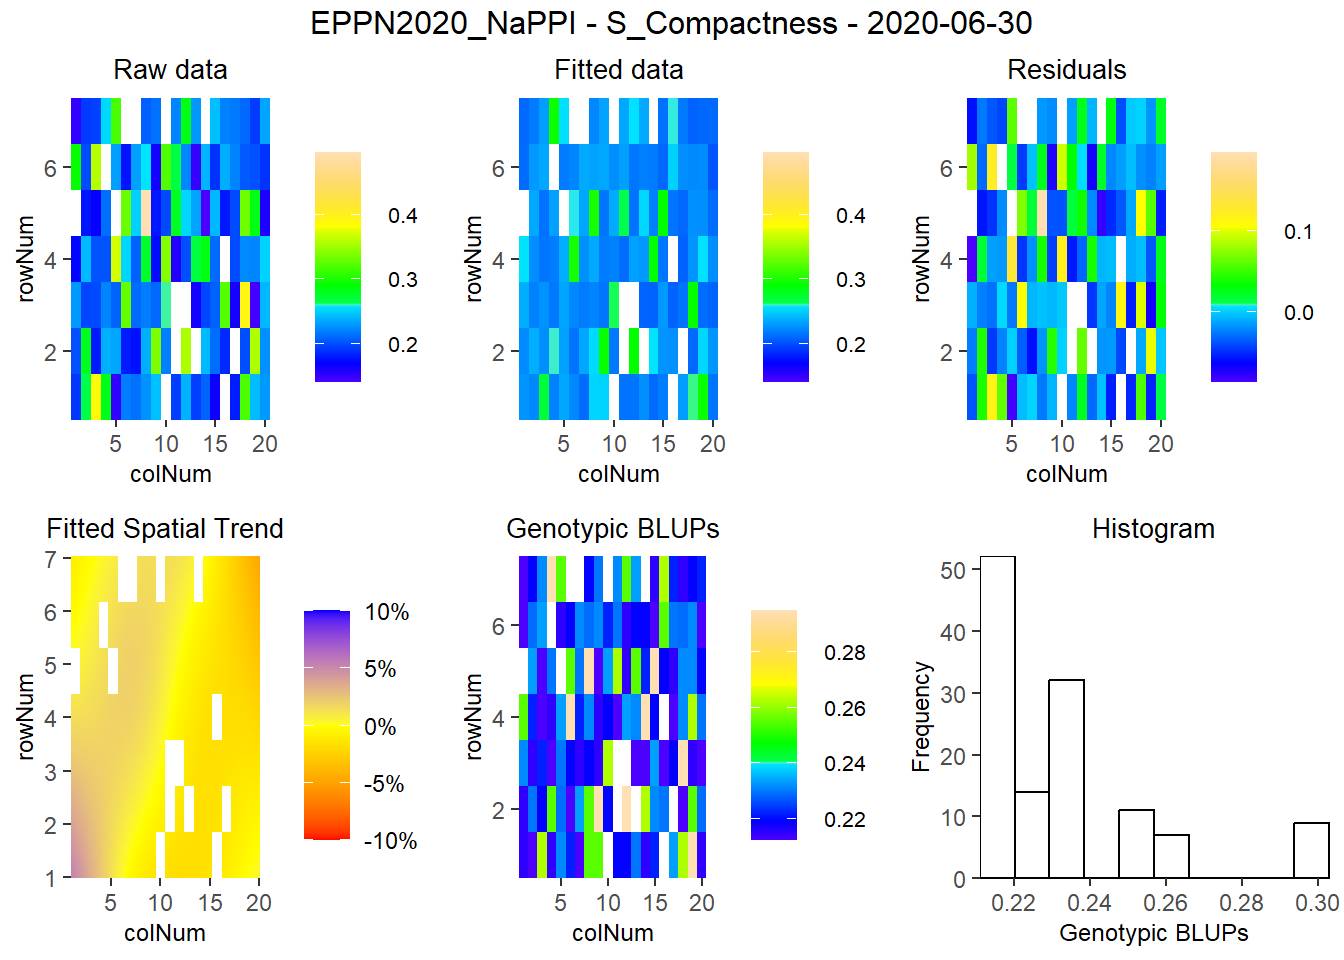 EPPN2020_NaPPI - S_Compactness - 2020-06-30
Raw data
rowNum
6
4
2
5 10 15 20
colNum
0.4
0.3
0.2
Fitted data
rowNum
6
4
2
5 10 15 20
colNum
0.4
0.3
0.2
Residuals
rowNum
6
4
2
5 10 15 20
colNum
0.1
0.0
Fitted Spatial Trend
rowNum
7
6
5
4
3
2
1
5 10 15 20
colNum
10%
5%
0%
-5%
-10%
Genotypic BLUPs
rowNum
6
4
2
5 10 15 20
colNum
0.28
0.26
0.24
0.22
Histogram
Frequency
50
40
30
20
10
0
0.22 0.24 0.26 0.28 0.30
Genotypic BLUPs